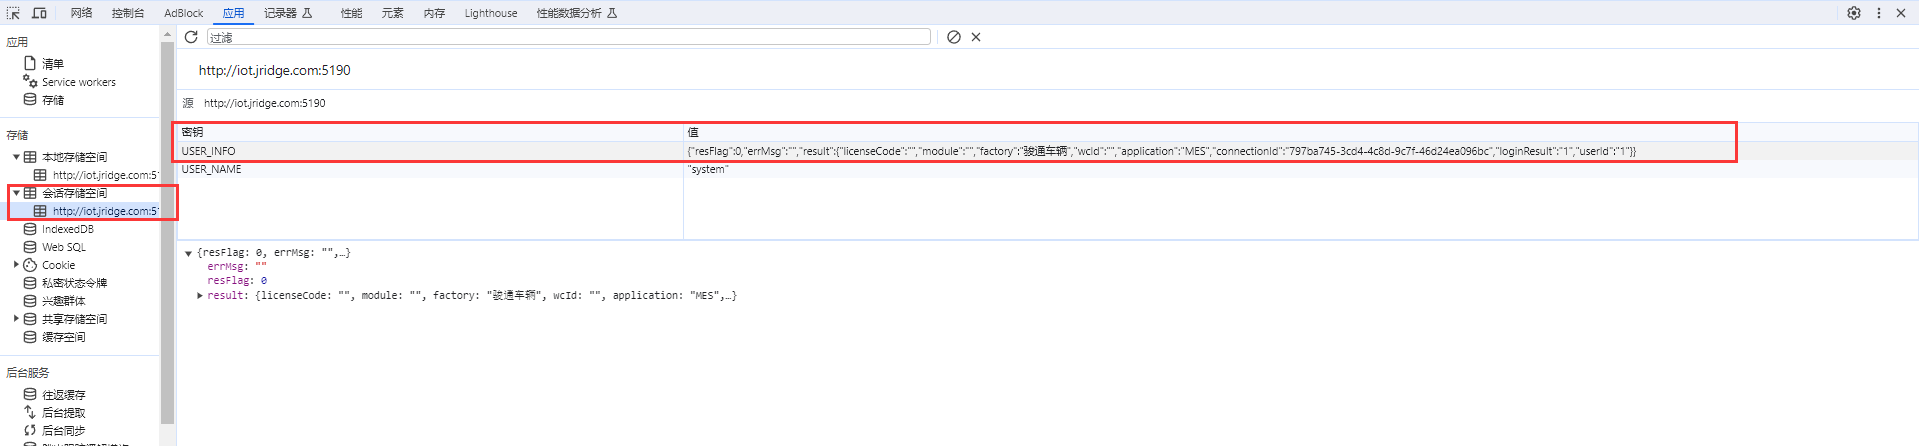 网络 控制台 AdBlock 应用 记录器 性能 元素 内存 Lighthouse 性能数据分析
应用
清单
Service workers
存储
存储
本地存储空间
http://iot.jridge.com:5
会话存储空间
http://iot.jridge.com:5
IndexedDB
Web SQL
Cookie
私密状态令牌
兴趣群体
共享存储空间
缓存空间
后台服务
往返缓存
后台提取
后台同步
过滤
http://iot.jridge.com:5190
源 http://iot.jridge.com:5190
密钥 值
USER_INFO {"resFlag":0,"errMsg":"","result":{"licenseCode":"","module":"","factory":"骏通车辆","wcId":"","application":"MES","connectionId":"797ba745-3cd4-4c8d-9c7f-46d24ea096bc","loginResult":"1","userId":"1"}}
USER_NAME "system"
{resFlag: 0, errMsg: "",…}
errMsg: ""
resFlag: 0
result: {licenseCode: "", module: "", factory: "骏通车辆", wcId: "", application: "MES",…}